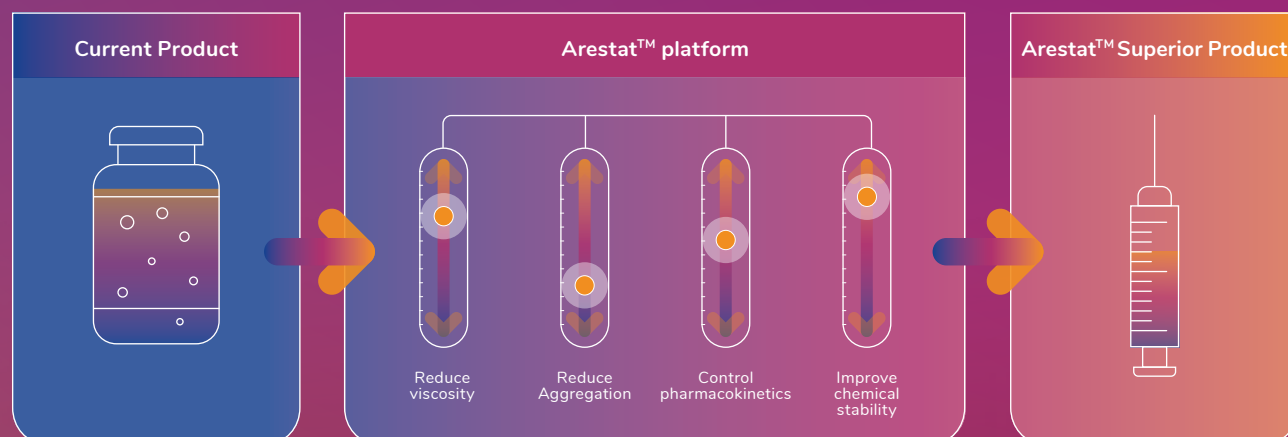 Current Product
Arestat™ platform
Arestat™ Superior Product
Reduce
viscosity
Reduce
Aggregation
Control
pharmacokinetics
Improve
chemical
stability